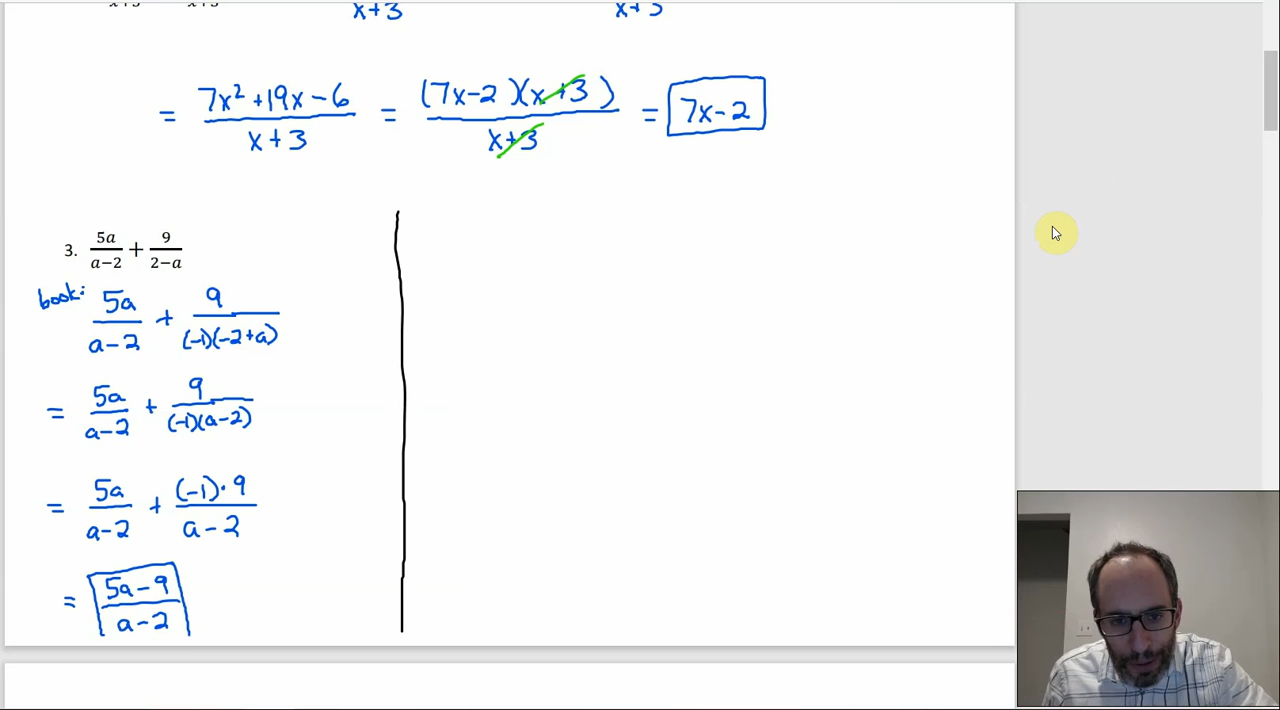 x+3 x+3
= 7x²+19x-6 / x+3 = (7x-2)(x+3) / x+3 = 7x-2
3. 5a/a−2 + 9/2−a
book: 5a/a-2 + 9/(-1)(-2+a)
= 5a/a-2 + 9/(-1)(a-2)
= 5a/a-2 + (-1)·9/a-2
= 5a-9/a-2